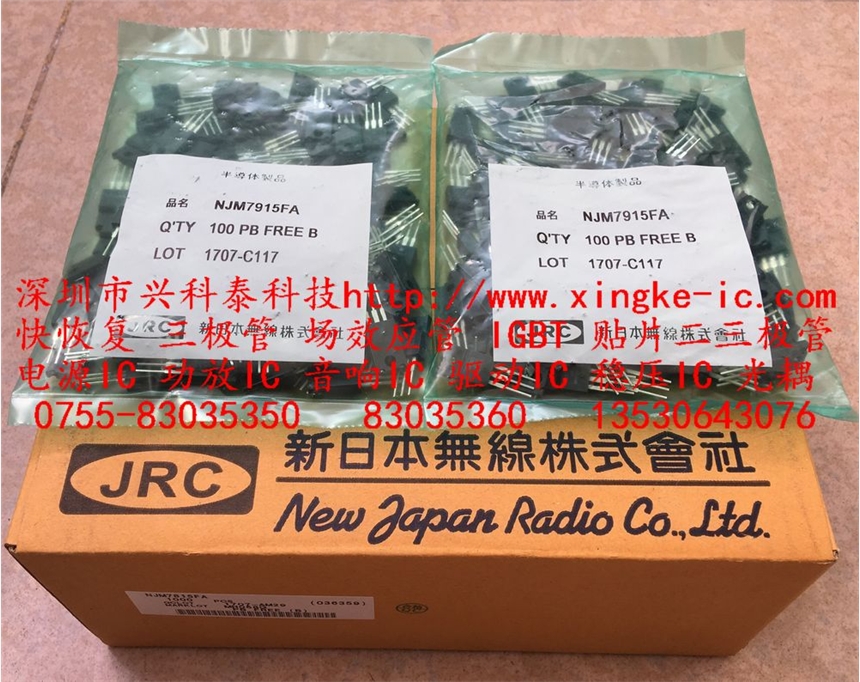 半導体製品
品名 NJM7915FA
Q'TY 100 PB FREE B
LOT 1707-C117
JRC 新日本無線株式會社
半導体製品
品名 NJM7915FA
Q'TY 100 PB FREE B
LOT 1707-C117
JRC 新日本無線株式會社
深圳市兴科泰科技http://www.xingke-ic.com
快恢复 三极管 场效应管 IGBT 贴片二三极管
电源IC 功放IC 音响IC 驱动IC 稳压IC 光耦
0755-83035350 83035360 13530643076
JRC 新日本無線株式會社
New Japan Radio Co.,Ltd.
NJM7915FA
1000 PCS
(036359)